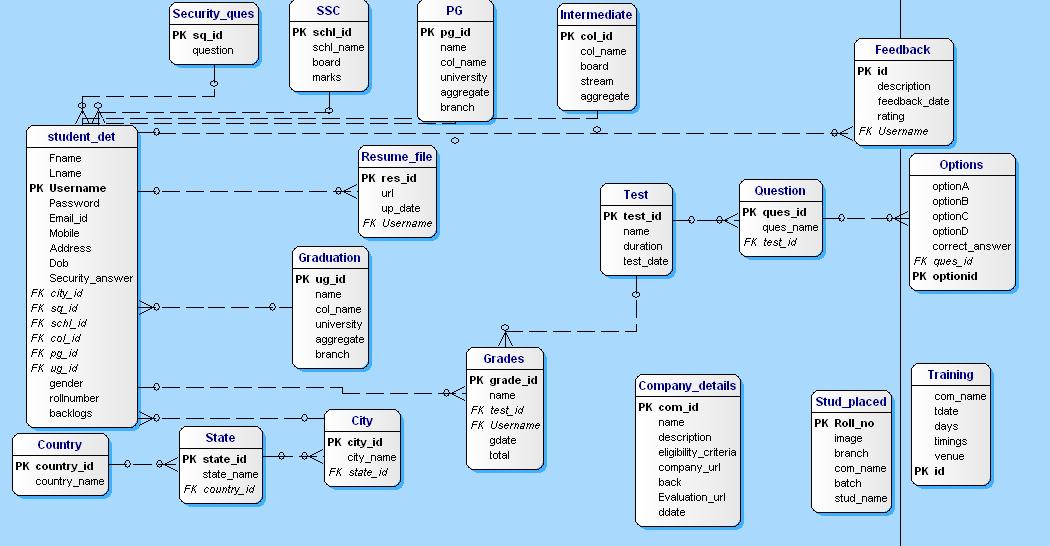 Security_ques
PK sq_id
question
SSC
PK schl_id
schl_name
board
marks
PG
PK pg_id
name
col_name
university
aggregate
branch
Intermediate
PK col_id
col_name
board
stream
aggregate
Feedback
PK id
description
feedback_date
rating
FK Username
student_det
Fname
Lname
PK Username
Password
Email_id
Mobile
Address
Dob
Security_answer
FK city_id
FK sq_id
FK schl_id
FK col_id
FK pg_id
FK ug_id
gender
rollnumber
backlogs
Resume_file
PK res_id
url
up_date
FK Username
Graduation
PK ug_id
name
col_name
university
aggregate
branch
Test
PK test_id
name
duration
test_date
Question
PK ques_id
ques_name
FK test_id
Options
optionA
optionB
optionC
optionD
correct_answer
FK ques_id
PK optionid
Grades
PK grade_id
name
FK test_id
FK Username
gdate
total
Company_details
PK com_id
name
description
eligibility_criteria
company_url
back
Evaluation_url
ddate
Stud_placed
PK Roll_no
image
branch
com_name
batch
stud_name
Training
com_name
tdate
days
timings
venue
PK id
Country
PK country_id
country_name
State
PK state_id
state_name
FK country_id
City
PK city_id
city_name
FK state_id